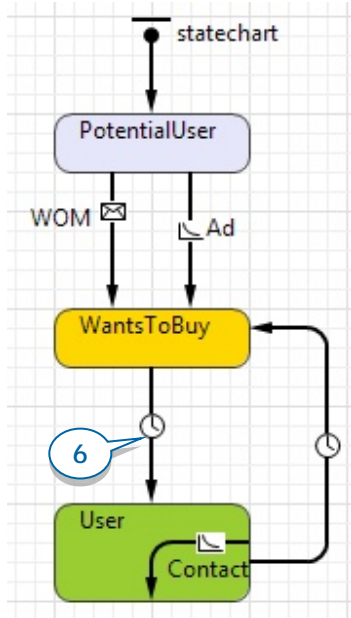 statechart
PotentialUser
WOM
Ad
WantsToBuy
6
User
Contact